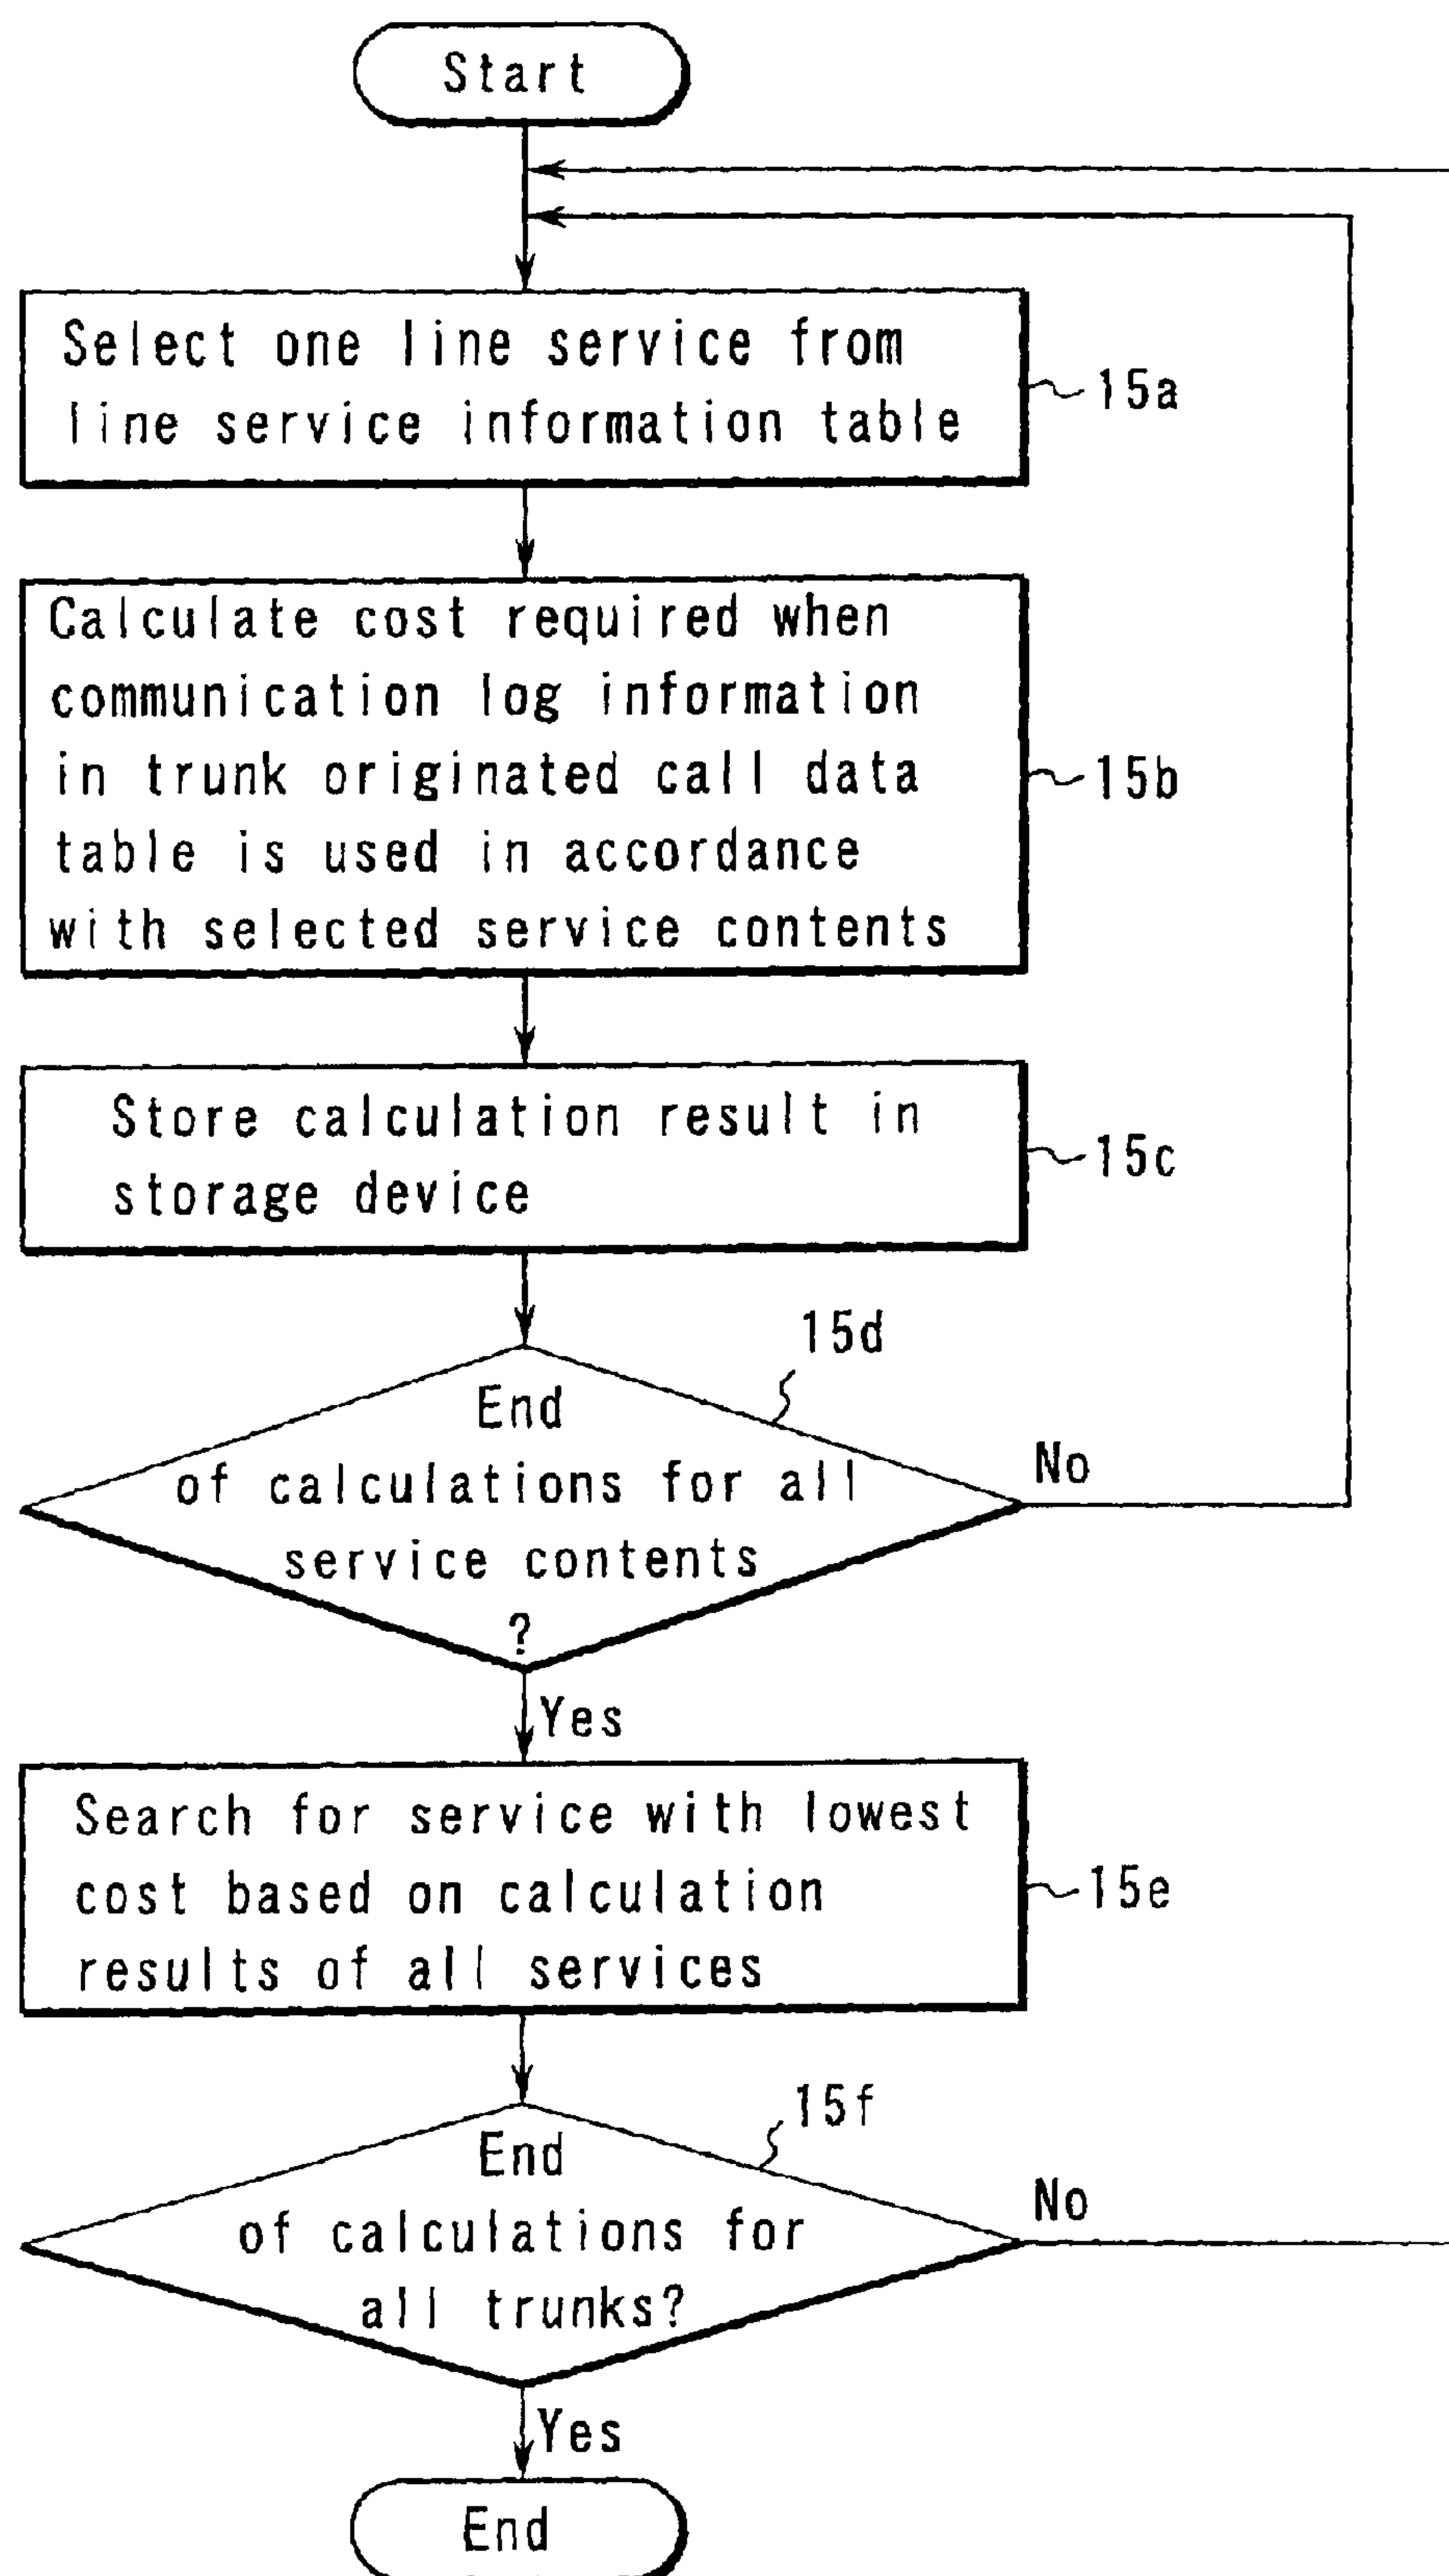 Start
Select one line service from
line service information table
15a
Calculate cost required when
communication log information
in trunk originated call data
table is used in accordance
with selected service contents
15b
Store calculation result in
storage device
15c
15d
End
of calculations for all
service contents
?
No
Yes
Search for service with lowest
cost based on calculation
results of all services
15e
15f
End
of calculations for
all trunks?
No
Yes
End